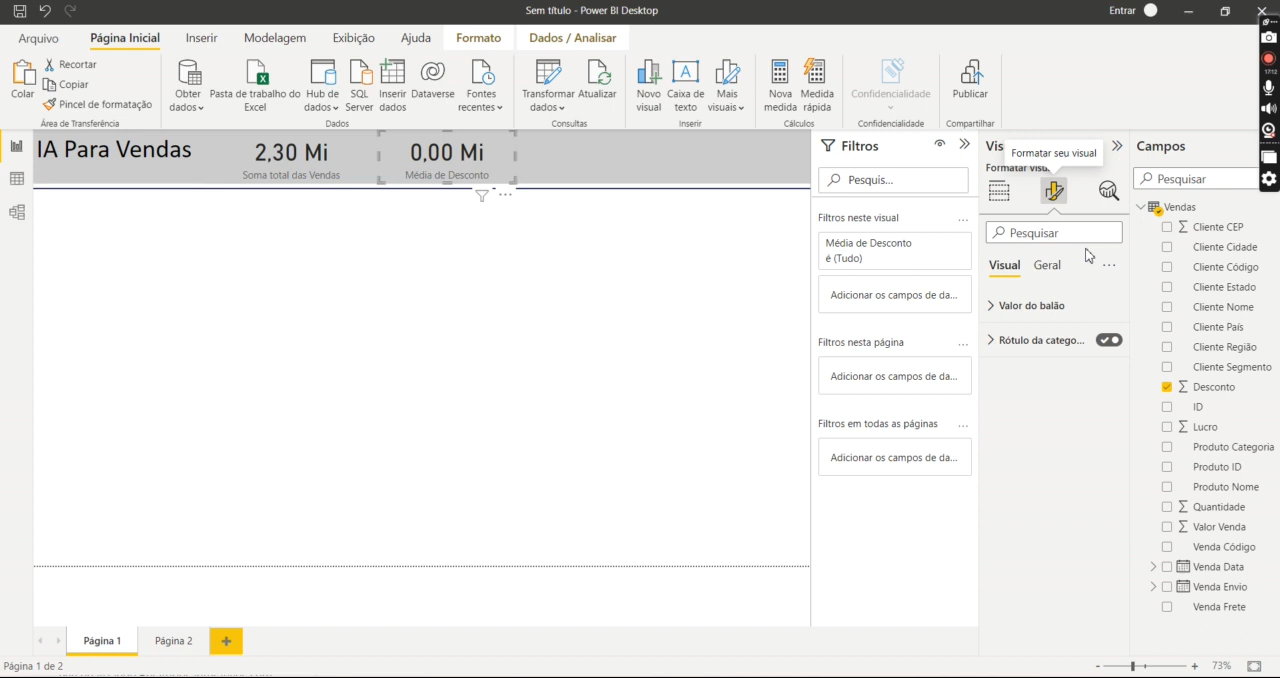 Sem título - Power BI Desktop
Entrar
Arquivo
Página Inicial
Inserir
Modelagem
Exibição
Ajuda
Formato
Dados / Analisar
Colar
Recortar
Copiar
Pincel de formatação
Área de Transferência
Obter dados
Pasta de trabalho do Excel
Hub de dados
SQL Server
Inserir dados
Dataverse
Fontes recentes
Dados
Transformar dados
Atualizar
Consultas
Novo visual
Caixa de texto
Mais visuais
Inserir
Nova medida
Medida rápida
Cálculos
Confidencialidade
Confidencialidade
Publicar
Compartilhar
17:12
IA Para Vendas
2,30 Mi
Soma total das Vendas
0,00 Mi
Média de Desconto
Filtros
Pesquis...
Filtros neste visual
Média de Desconto
é (Tudo)
Adicionar os campos de da...
Filtros nesta página
Adicionar os campos de da...
Filtros em todas as páginas
Adicionar os campos de da...
Vis
Formatar seu visual
Formatar visu
Pesquisar
Visual
Geral
Valor do balão
Rótulo da catego...
Campos
Pesquisar
Vendas
Cliente CEP
Cliente Cidade
Cliente Código
Cliente Estado
Cliente Nome
Cliente País
Cliente Região
Cliente Segmento
Desconto
ID
Lucro
Produto Categoria
Produto ID
Produto Nome
Quantidade
Valor Venda
Venda Código
Venda Data
Venda Envio
Venda Frete
Página 1
Página 2
Página 1 de 2
- + 73%